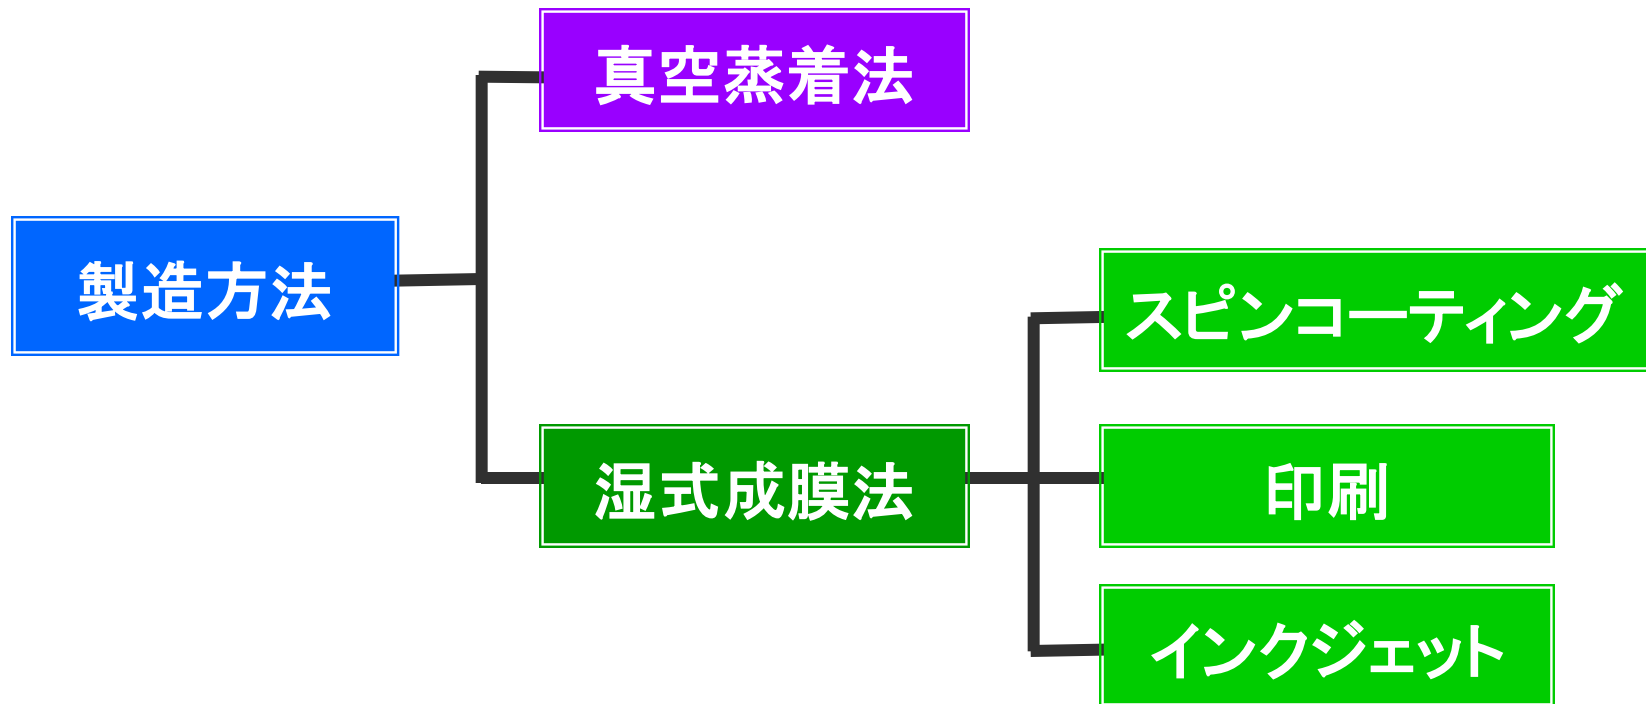 真空蒸着法
製造方法
スピンコーティング
湿式成膜法
印刷
インクジェット